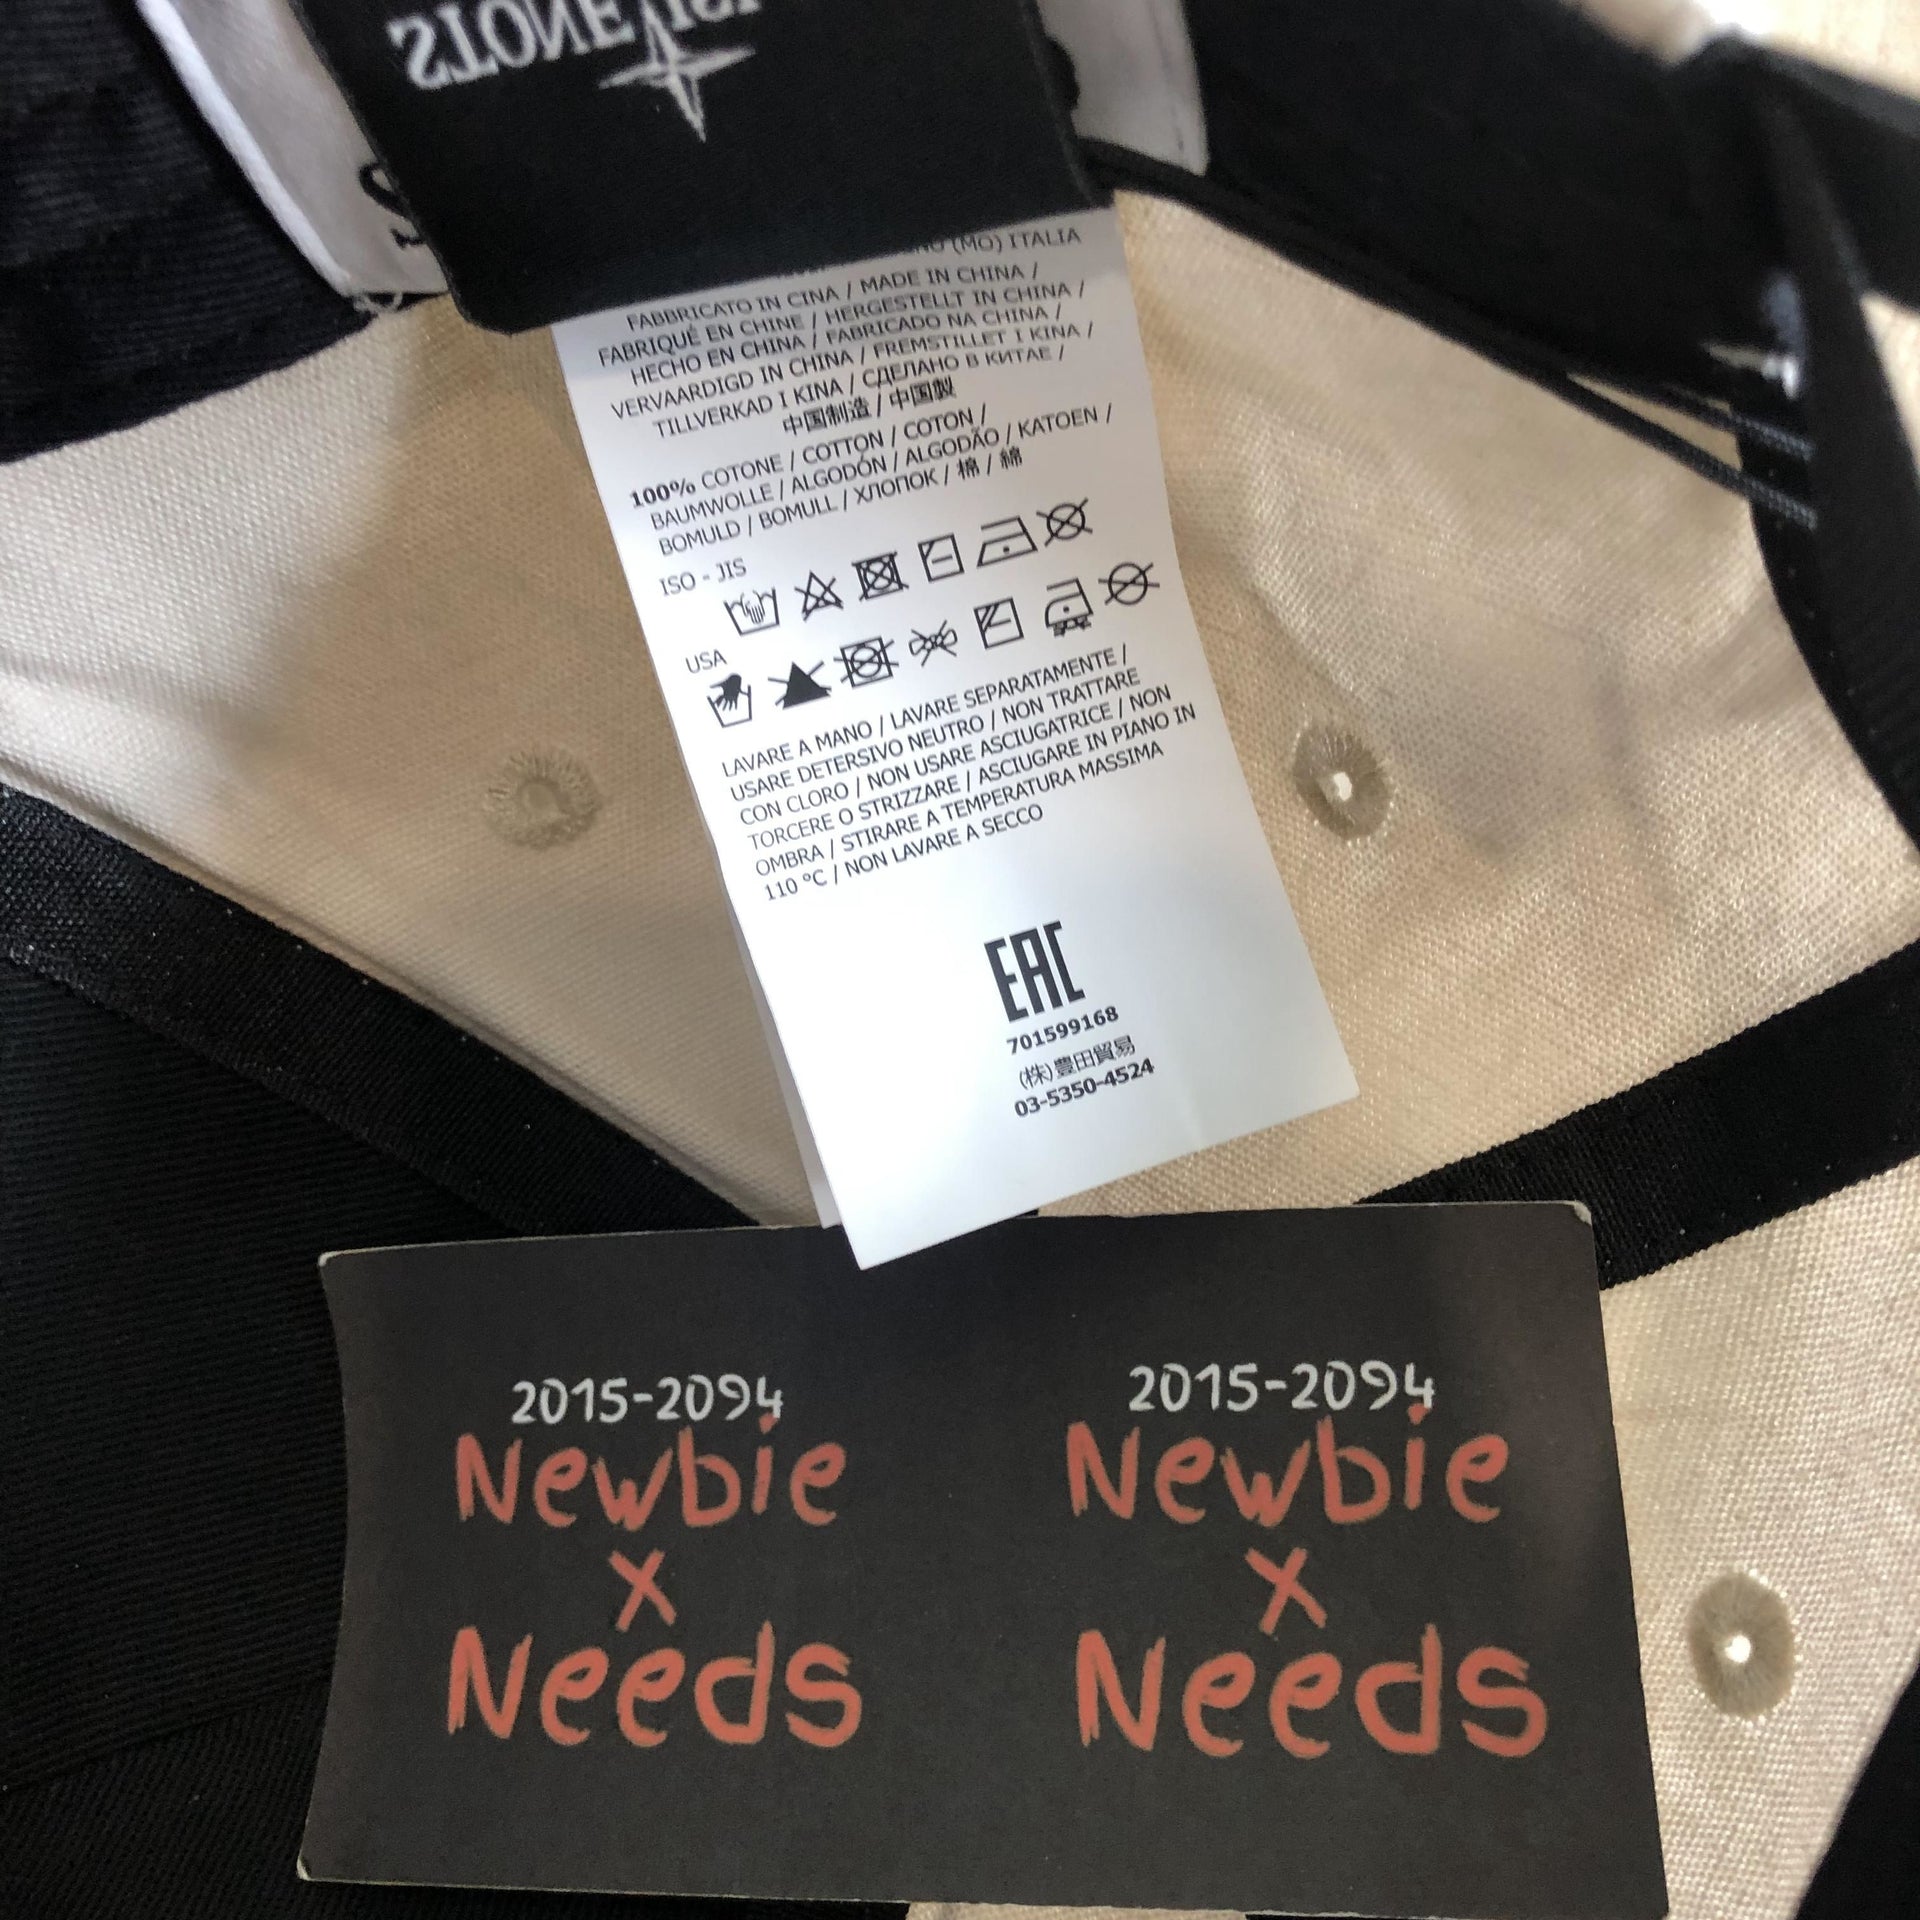 STONE ISL
(MO) ITALIA
FABBRICATO IN CINA / MADE IN CHINA /
FABRIQUÉ EN CHINE / HERGESTELLT IN CHINA /
HECHO EN CHINA / FABRICADO NA CHINA /
VERVAARDIGD IN CHINA / FREMSTILLET I KINA /
TILLVERKAD I KINA / СДЕЛАНО В КИТАЕ /
中国制造 / 中国製
100% COTONE / COTTON / COTON /
BAUMWOLLE / ALGODÓN / ALGODÃO / KATOEN /
BOMULD / BOMULL / ХЛОПОК / 棉 / 綿
ISO - JIS
USA
LAVARE A MANO / LAVARE SEPARATAMENTE /
USARE DETERSIVO NEUTRO / NON TRATTARE
CON CLORO / NON USARE ASCIUGATRICE / NON
TORCERE O STRIZZARE / ASCIUGARE IN PIANO IN
OMBRA / STIRARE A TEMPERATURA MASSIMA
110 °C / NON LAVARE A SECCO
EAC
701599168
(株)豊田貿易
03-5350-4524
2015-2094
Newbie
x
Needs
2015-2094
Newbie
x
Needs